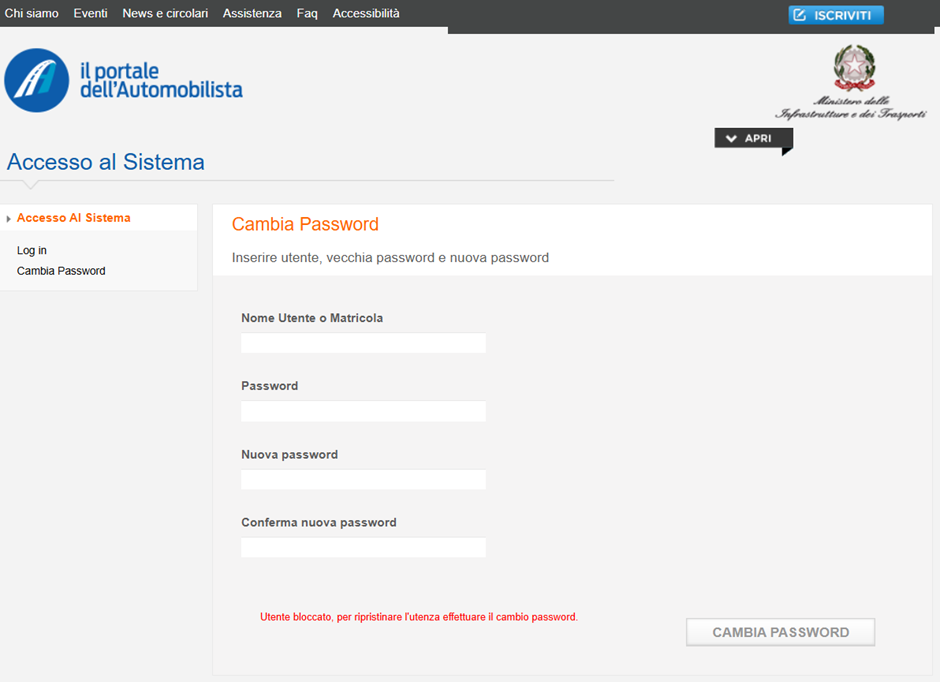 Chi siamo Eventi News e circolari Assistenza Faq Accessibilità
ISCRIVITI
il portale
dell'Automobilista
Ministero delle
Infrastrutture e dei Trasporti
APRI
Accesso al Sistema
Accesso Al Sistema
Log in
Cambia Password
Cambia Password
Inserire utente, vecchia password e nuova password
Nome Utente o Matricola
Password
Nuova password
Conferma nuova password
Utente bloccato, per ripristinare l'utenza effettuare il cambio password.
CAMBIA PASSWORD